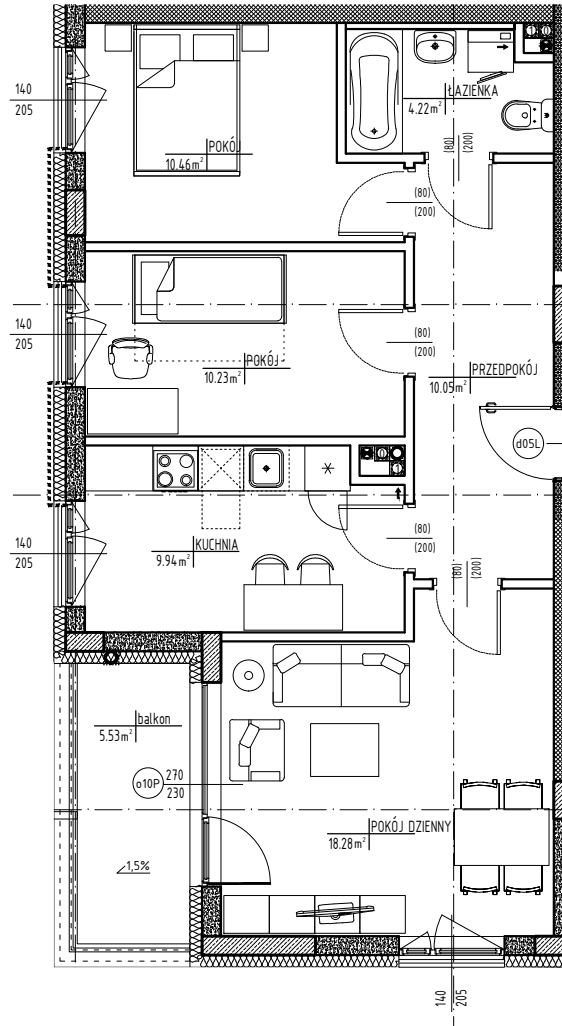 140
205
POKÓJ
10.46m²
ŁAZIENKA
4.22m²
(80)
(200)
(80)
(200)
140
205
POKÓJ
10.23m²
(80)
(200)
PRZEDPOKÓJ
10.05m²
d05L
140
205
KUCHNIA
9.94m²
(80)
(200)
(80)
(200)
balkon
5.53m²
o10P
270
230
POKÓJ DZIENNY
18.28m²
1,5%
140
205